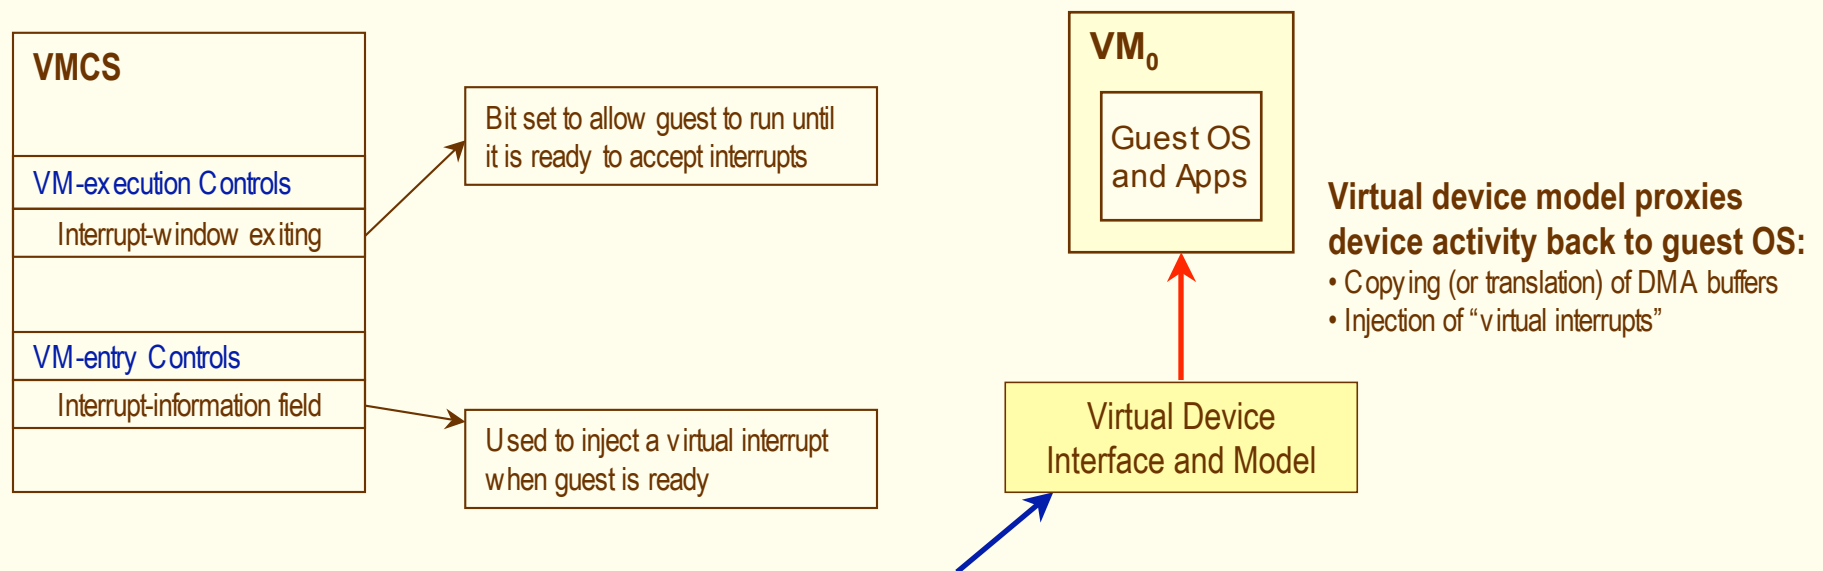 VMCS
VM-execution Controls
Interrupt-window exiting
VM-entry Controls
Interrupt-information field
Bit set to allow guest to run until
it is ready to accept interrupts
Used to inject a virtual interrupt
when guest is ready
VM0
Guest OS
and Apps
Virtual Device
Interface and Model
Virtual device model proxies
device activity back to guest OS:
• Copying (or translation) of DMA buffers
• Injection of “virtual interrupts”